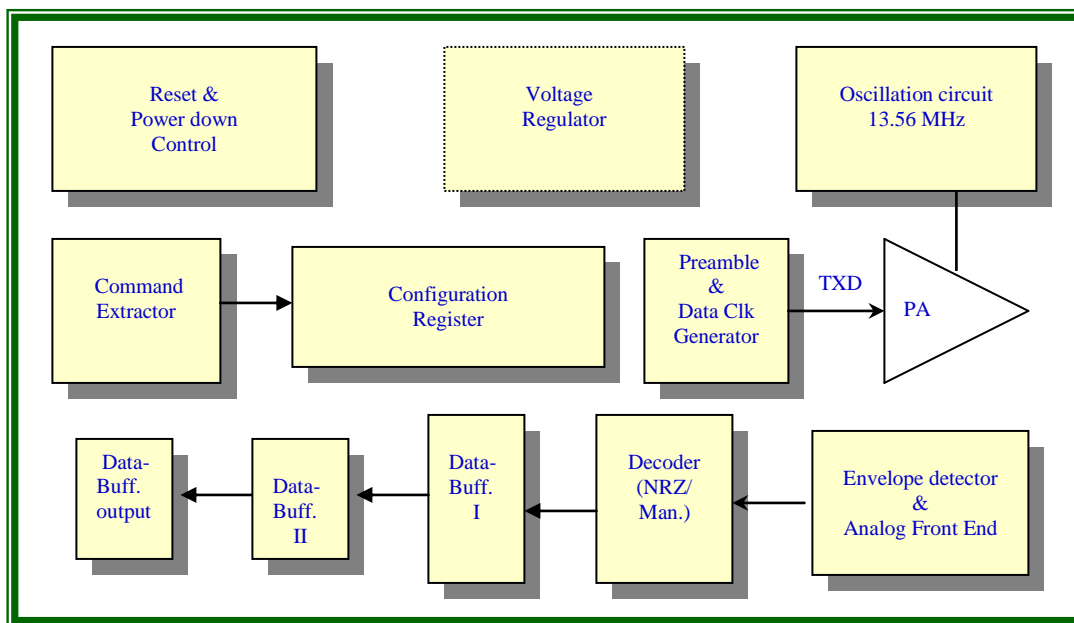 Reset &
Power down
Control
Voltage
Regulator
Oscillation circuit
13.56 MHz
Command
Extractor
Configuration
Register
Preamble
&
Data Clk
Generator
TXD
PA
Data-
Buff.
output
Data-
Buff.
II
Data-
Buff.
I
Decoder
(NRZ/
Man.)
Envelope detector
&
Analog Front End